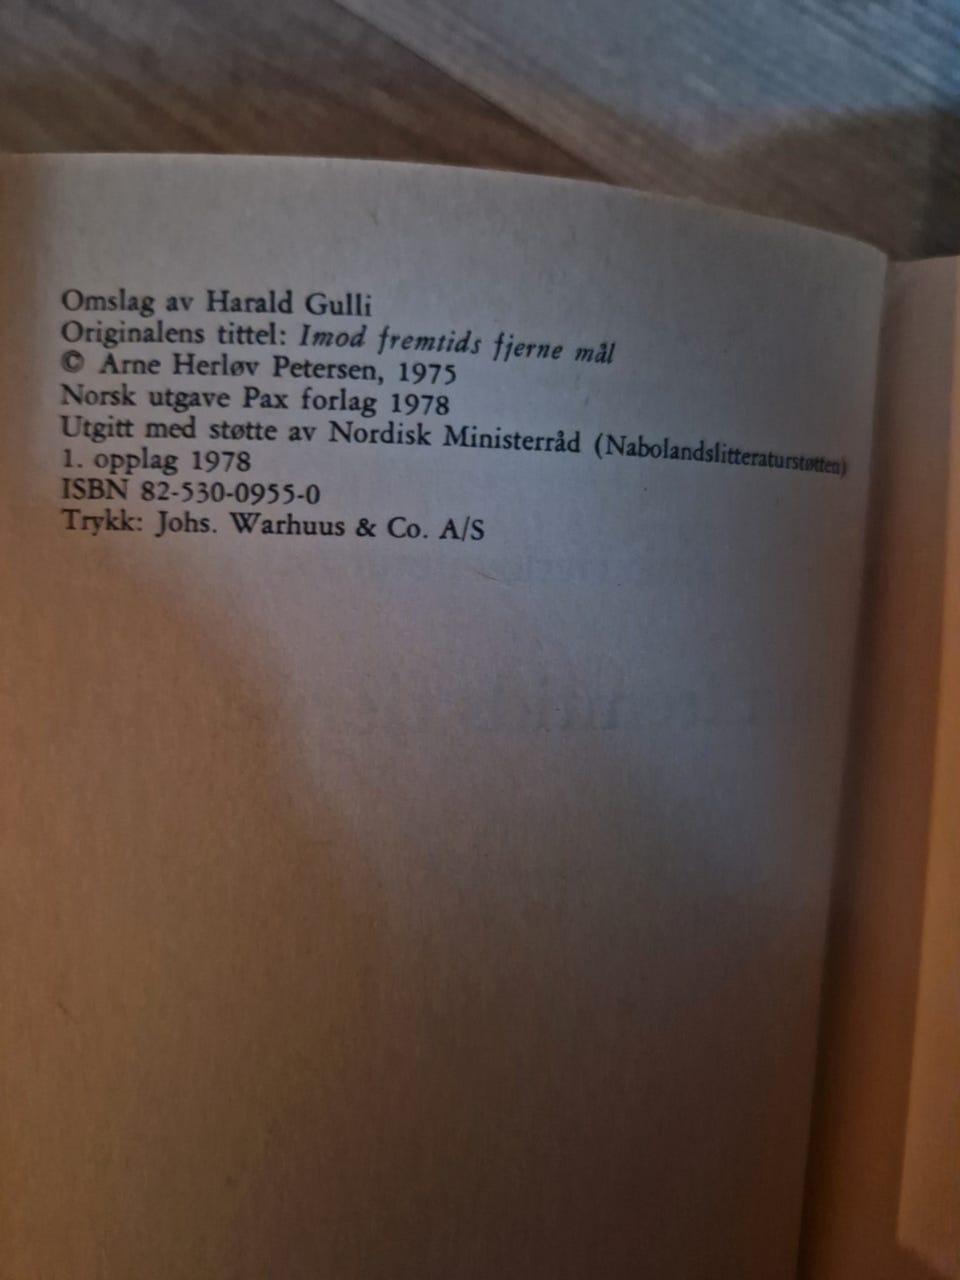 Omslag av Harald Gulli
Originalens tittel: Imod fremtids fjerne mål
© Arne Herløv Petersen, 1975
Norsk utgave Pax forlag 1978
Utgitt med støtte av Nordisk Ministerråd (Nabolandslitteraturstøtten)
1. opplag 1978
ISBN 82-530-0955-0
Trykk: Johs. Warhuus & Co. A/S